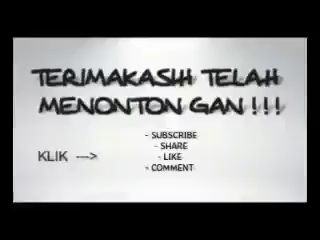 TERIMAKASIH TELAH
MENONTON GAN !!!
- SUBSCRIBE
- SHARE
KLIK --->
- LIKE
- COMMENT